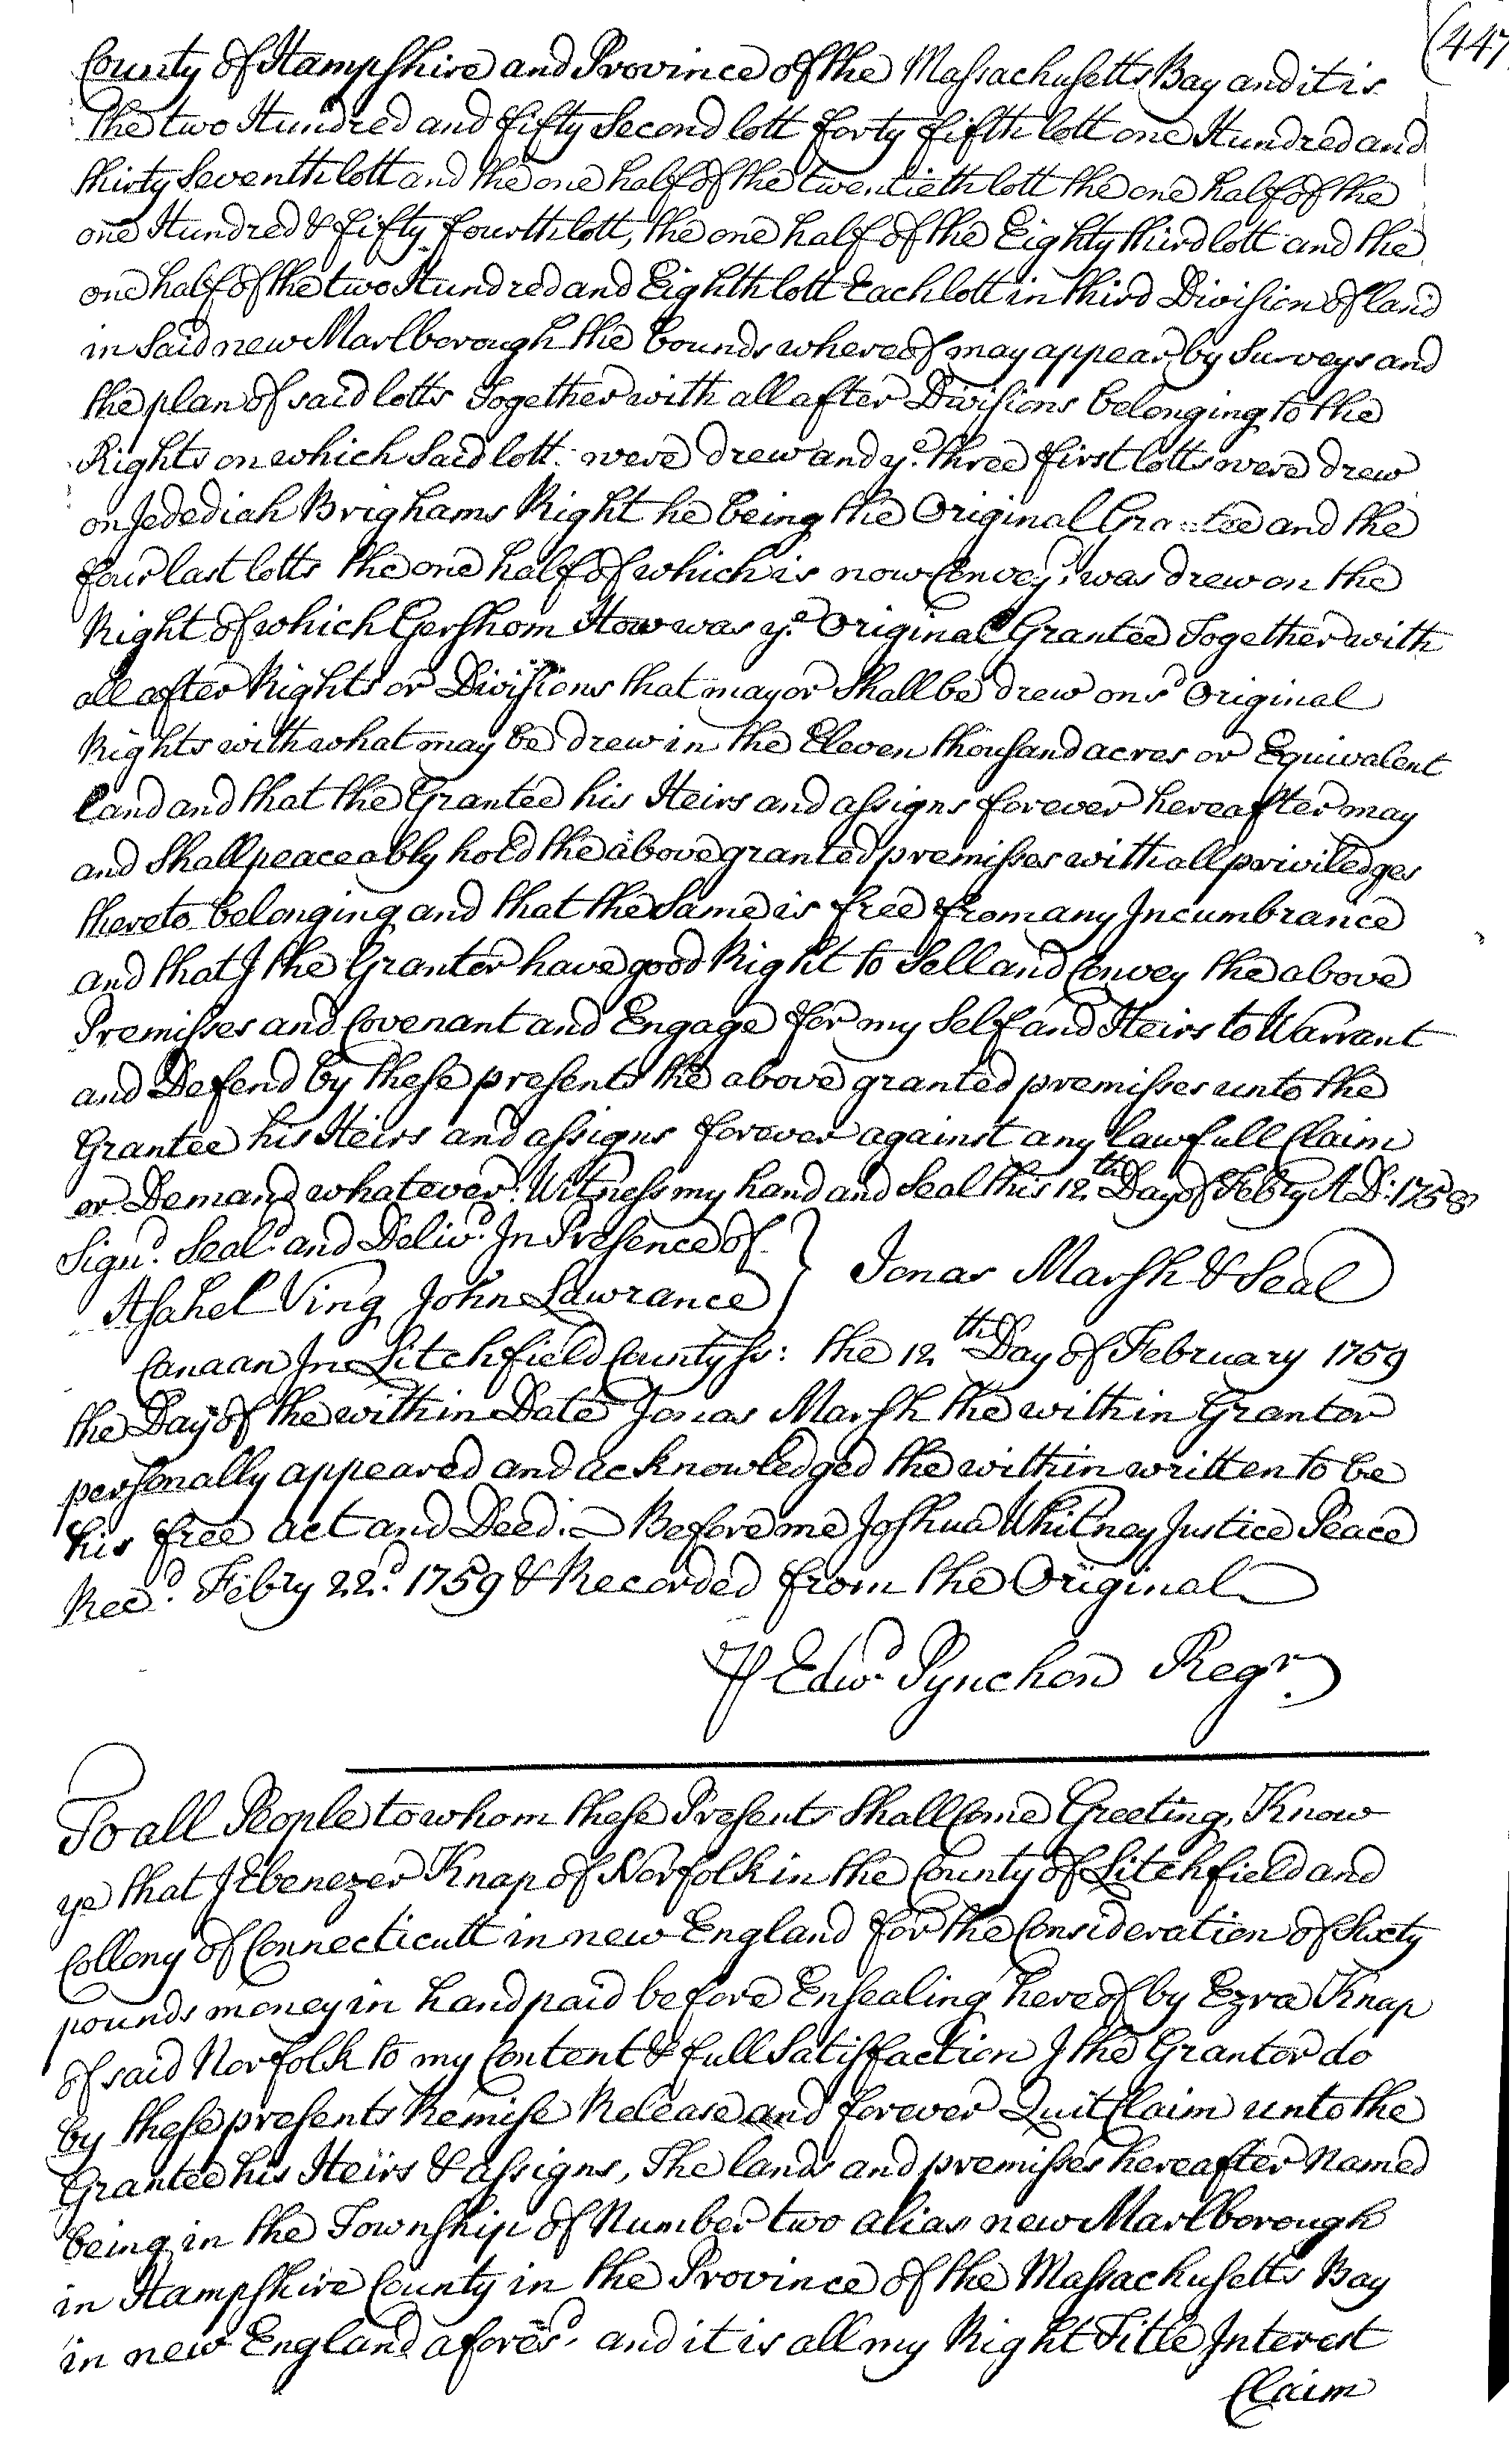 (447
County of Hampshire and Province of the Massachusetts Bay and it is
the two Hundred and fifty Second lott forty fifth lott one Hundred and
thirty Seventh lott and the one half of the twentieth lott the one half of the
one Hundred & fifty fourth lott, the one half of the Eighty third lott and the
one half of the two Hundred and Eighth lott Each lott in third Division of land
in Said new Marlborough the bounds whereof may appear by Surveys and
the plan of said lotts Together with all after Divisions belonging to the
Rights on which Said lott. were drew and ye. three first lotts were drew
on Jedediah Brighams Right he being the Original Grantee and the
four last lotts the one half of which is now Convey'd was drew on the
Right of which Gershom How was ye. Original Grantee Together with
all after Rights or Divisions that may or Shall be drew on sd Original
Rights with what may be drew in the Eleven thousand acres or Equivalent
land and that the Grantee his Heirs and assigns forever hereafter may
and Shall peaceably hold the above granted premisses with all priviledges
thereto belonging and that the Same is free from any Incumbrance
and that I the Grantor have good Right to Sell and Convey the above
Premisses and Covenant and Engage for my Self and Heirs to Warrant
and Defend by these presents the above granted premisses unto the
Grantee his Heirs and assigns forever against any lawfull Claim
or Demand whatever. Witness my hand and Seal this 12th. Day of Febry A.D: 1758
Signd. Seald. and Delivd. In Presence of }
Asahel Ving John Lawrance } Jonas Marsh & Seal
Canaan In Litchfield County ss: the 12th Day of February 1759
the Day of the within Date Jonas Marsh the within Grantor
personally appeared and acknowledged the within written to be
his free act and Deed. Before me Joshua Whitney Justice Peace
Recd. Febry 22d. 1759 & Recorded from the Original
℘ Edwd. Pynchon Regr.
To all People to whom these Presents Shall Come Greeting, Know
ye that I Ebenezer Knap of Norfolk in the County of Litchfield and
Collony of Connecticutt in new England for the Consideration of Sixty
pounds money in hand paid before Ensealing hereof by Ezra Knap
of said Norfolk to my Content & full Satisfaction I the Grantor do
by these presents Remise Release and forever Quit Claim unto the
Grantee his Heirs & assigns, The lands and premisses hereafter Named
being in the Township of Number two alias new Marlborough
in Hampshire County in the Province of the Massachusetts Bay
in new England aforesd. and it is all my Right Title Interest
Claim